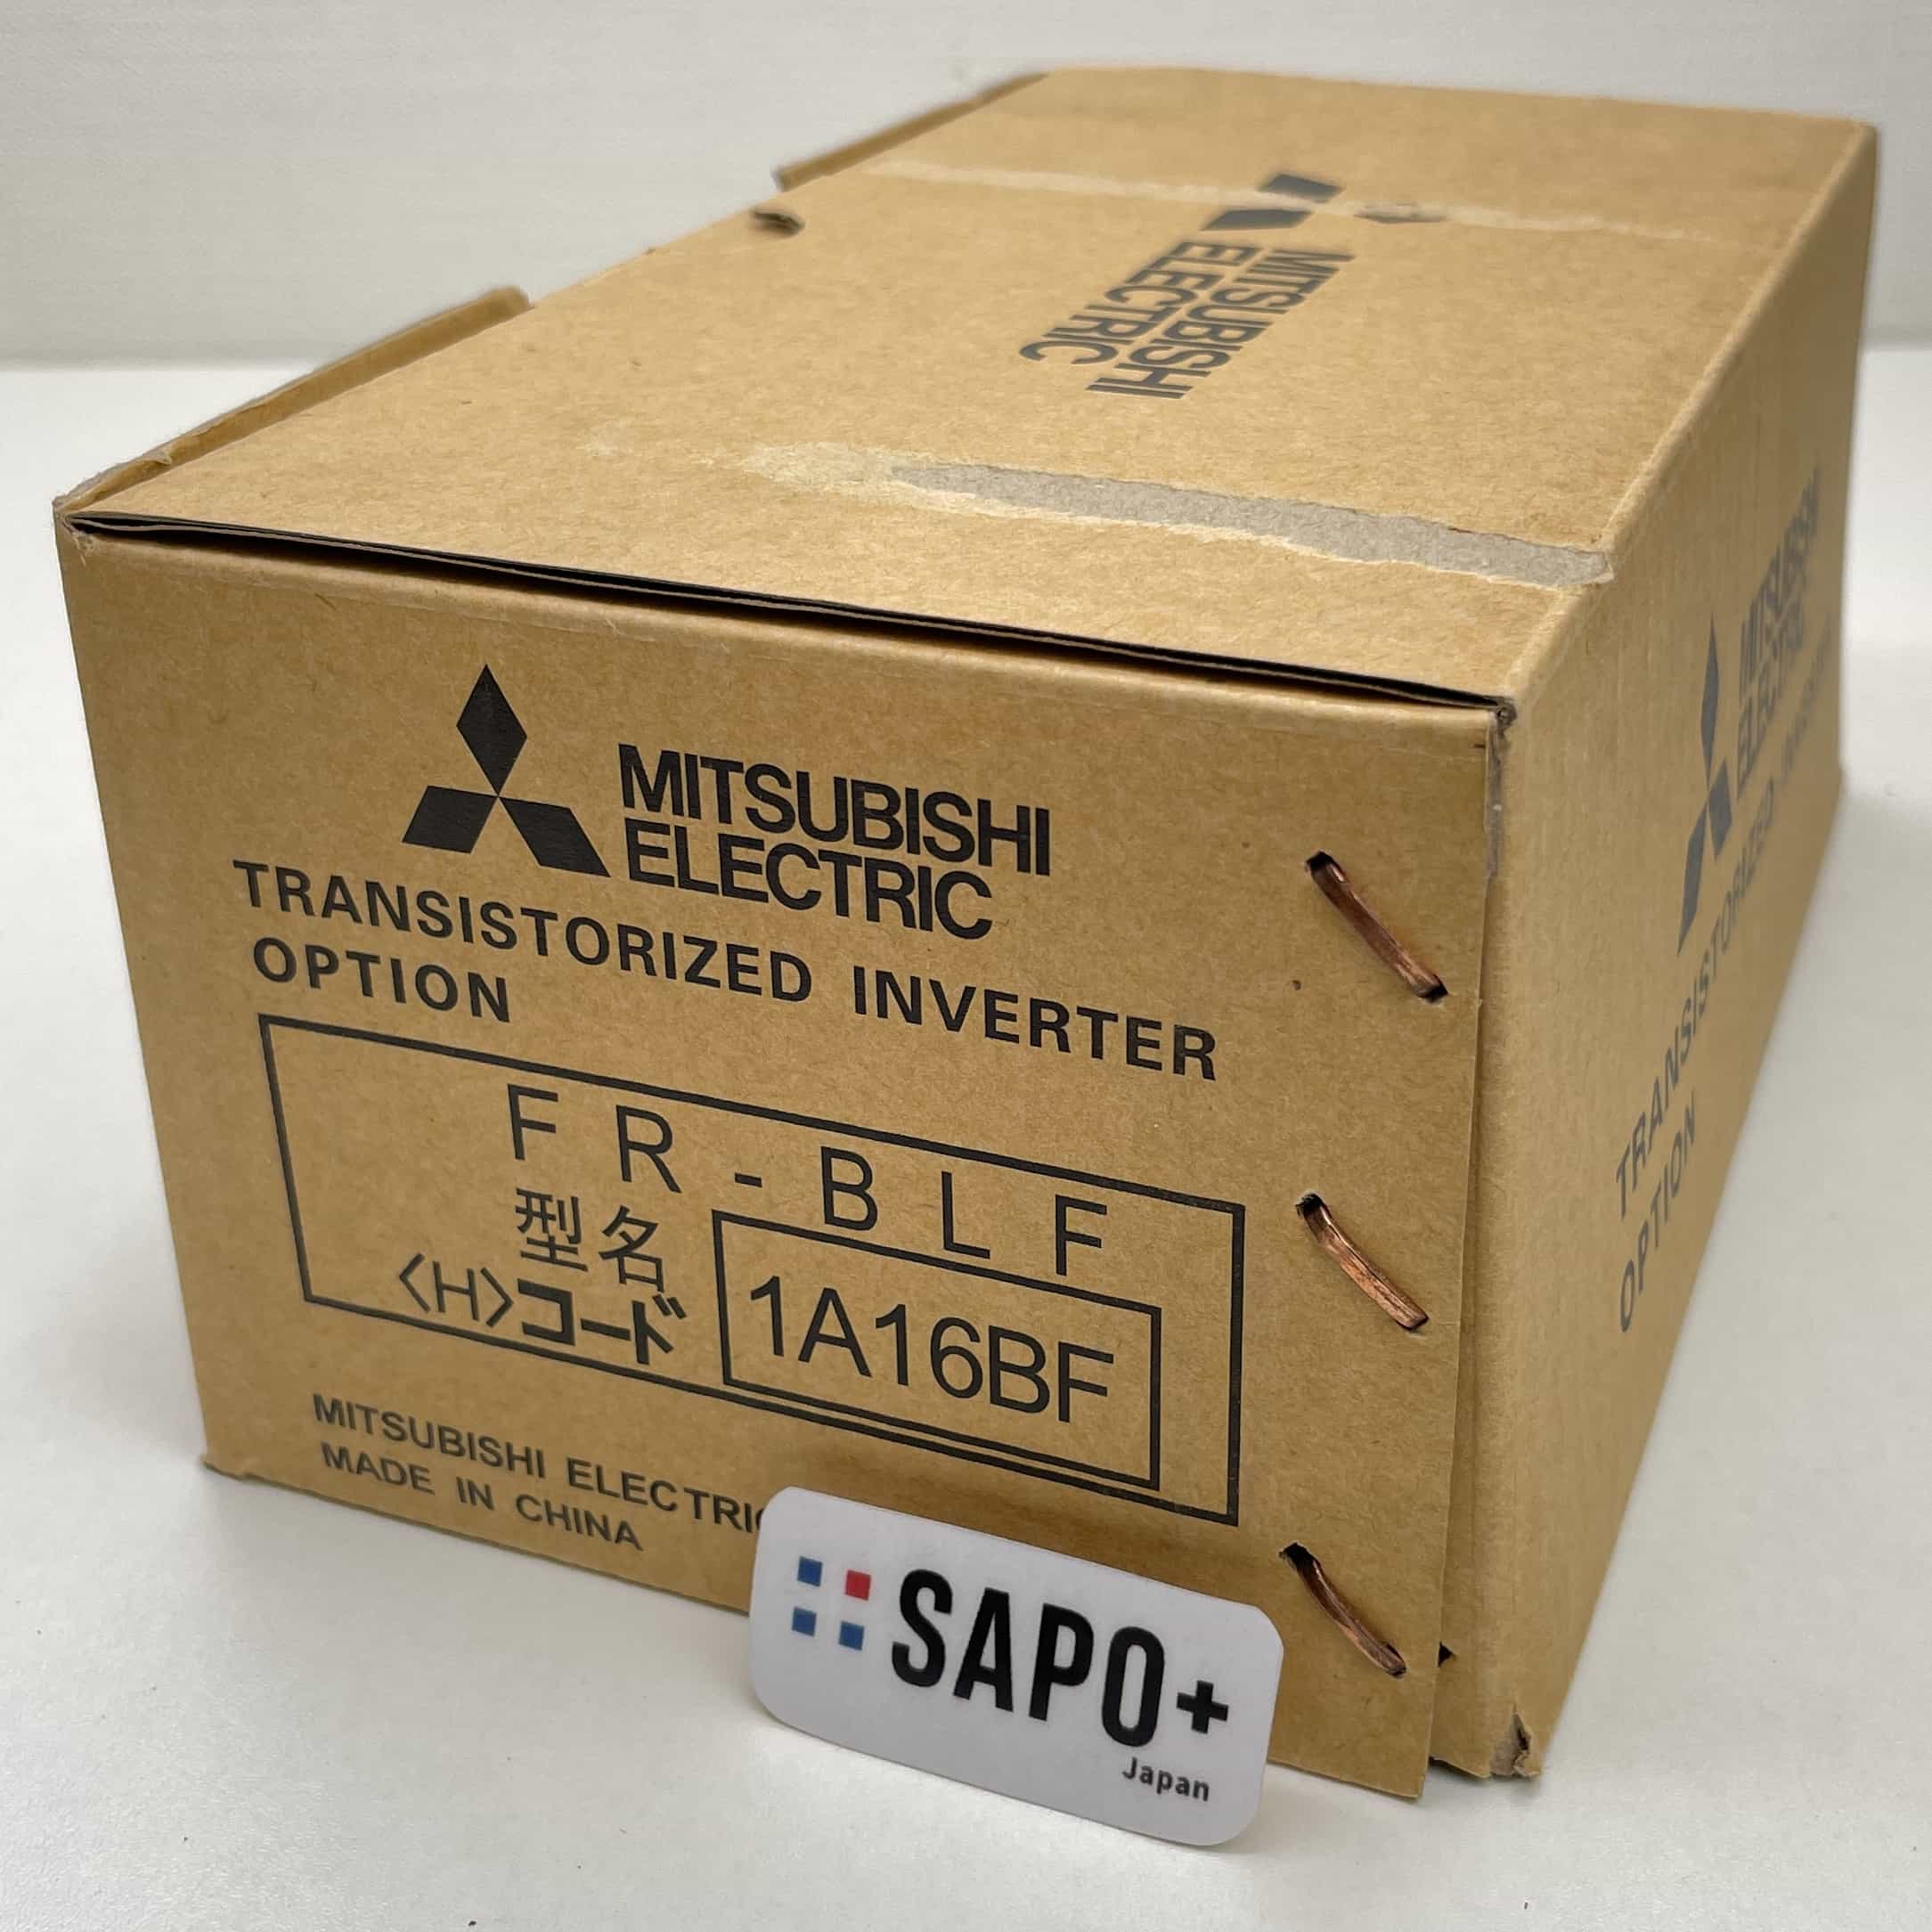 MITSUBISHI
ELECTRIC
MITSUBISHI
ELECTRIC
TRANSISTORIZED INVERTER
OPTION
FR-BLF
型名
<H>コード
1A16BF
MITSUBISHI ELECTRIC
MADE IN CHINA
SAPO+
Japan
MITSUBISHI
ELECTRIC
TRANSISTORIZED INVERTER
OPTION